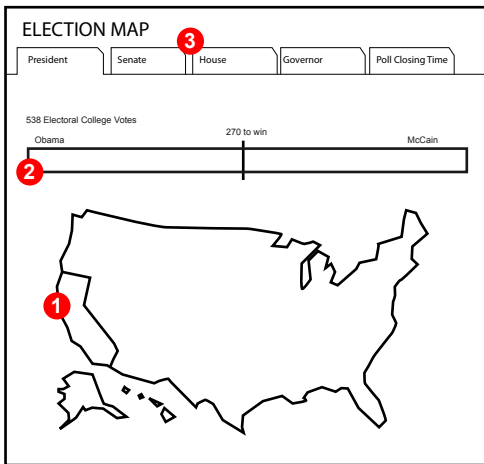 ELECTION MAP
3
President Senate House Governor Poll Closing Time
538 Electoral College Votes
270 to win
Obama McCain
2
1